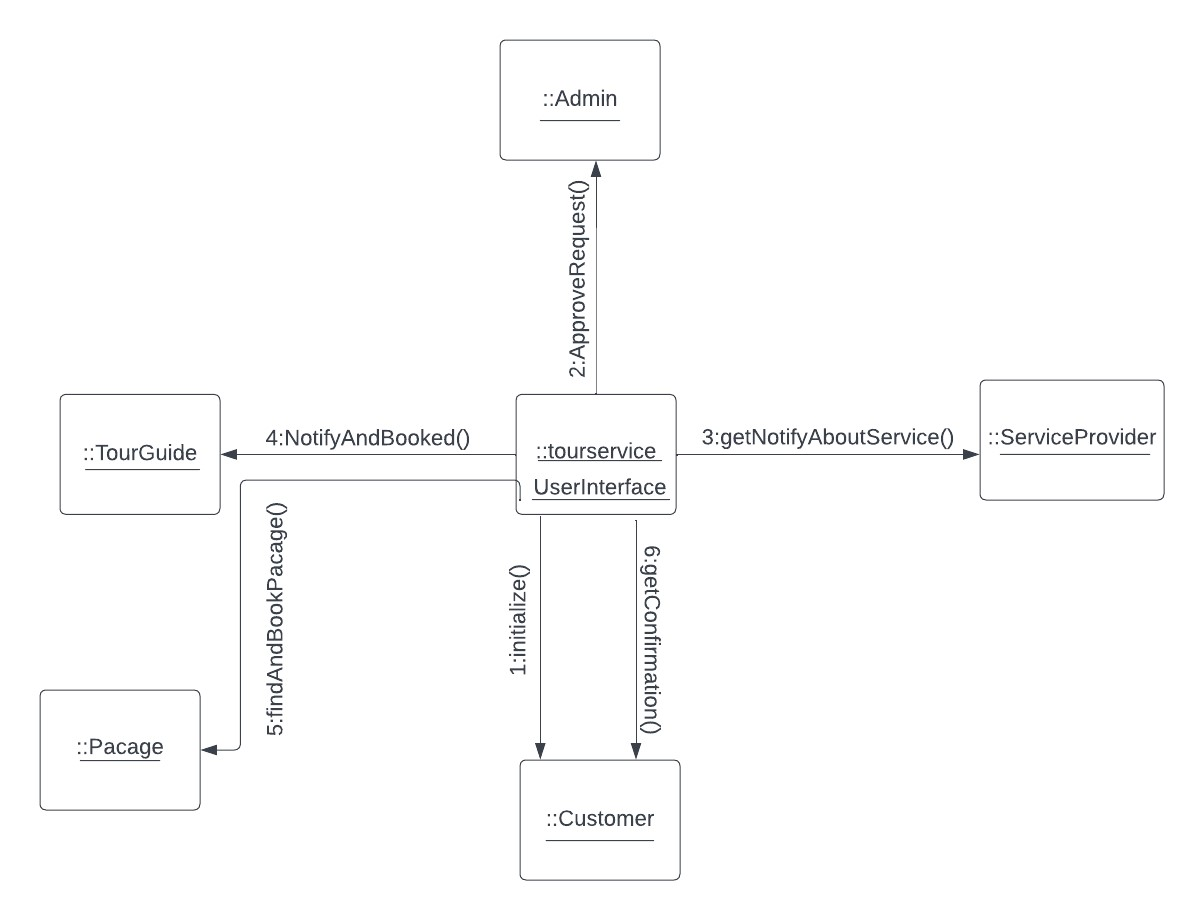 ::Admin
2:ApproveRequest()
::TourGuide
4:NotifyAndBooked()
::tourservice
UserInterface
3:getNotifyAboutService()
::ServiceProvider
5:findAndBookPacage()
1:initialize()
6:getConfirmation()
::Pacage
::Customer